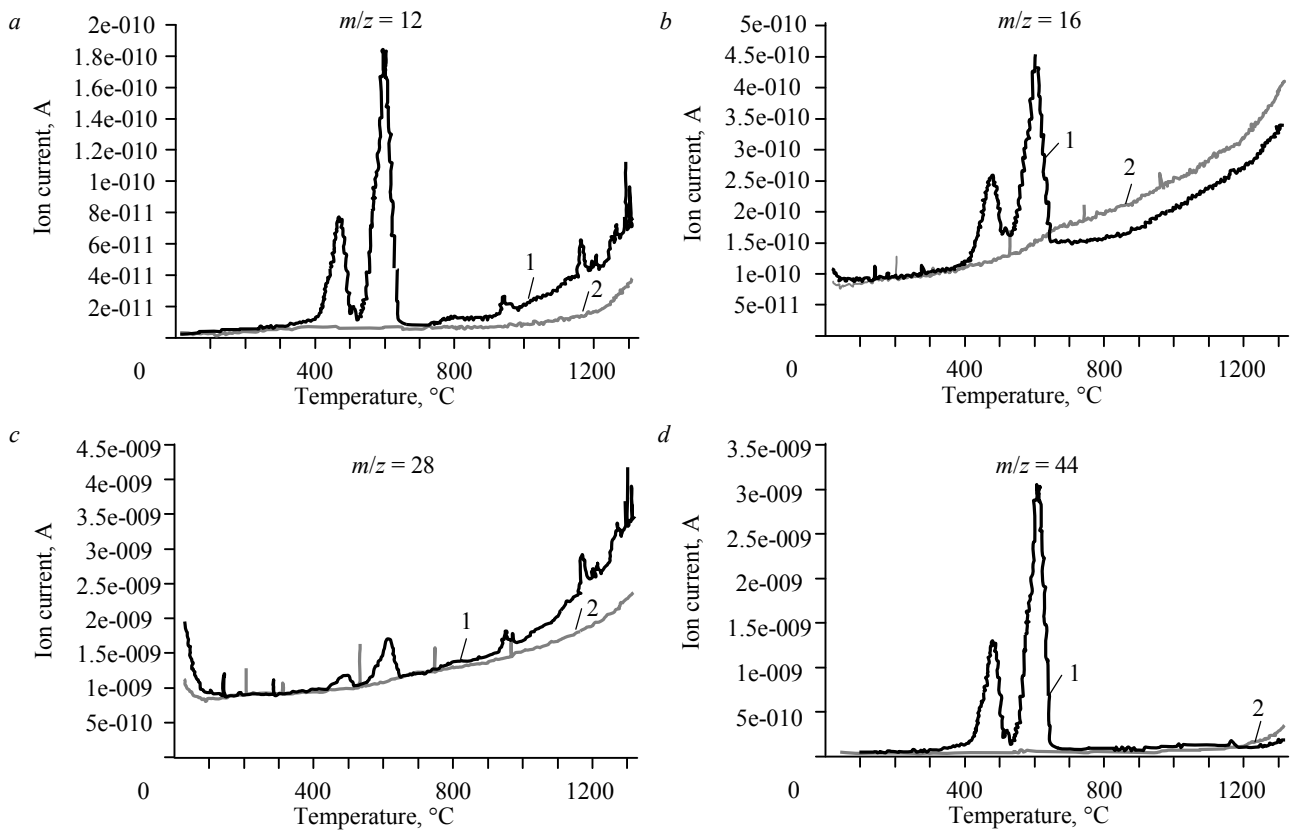 a
m/z = 12
2e-010
1.8e-010
1.6e-010
1.4e-010
1.2e-010
1e-010
8e-011
6e-011
4e-011
2e-011
Ion current, A
1
2
0
400
800
1200
Temperature, °C
b
m/z = 16
5e-010
4.5e-010
4e-010
3.5e-010
3e-010
2.5e-010
2e-010
1.5e-010
1e-010
5e-011
Ion current, A
1
2
0
400
800
1200
Temperature, °C
c
m/z = 28
4.5e-009
4e-009
3.5e-009
3e-009
2.5e-009
2e-009
1.5e-009
1e-009
5e-010
Ion current, A
1
2
0
400
800
1200
Temperature, °C
d
m/z = 44
3.5e-009
3e-009
2.5e-009
2e-009
1.5e-009
1e-009
5e-010
Ion current, A
1
2
0
400
800
1200
Temperature, °C